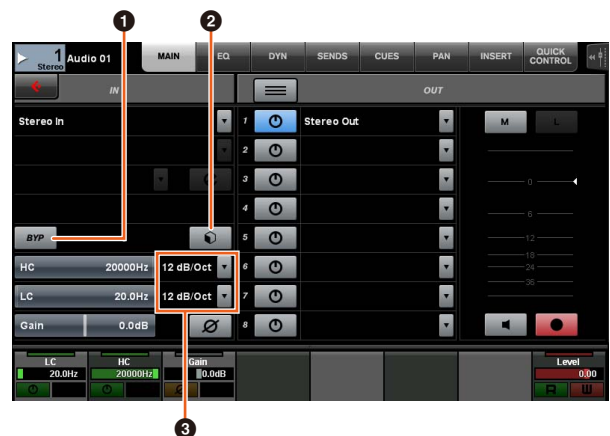 1 2
1 Stereo Audio 01 MAIN EQ DYN SENDS CUES PAN INSERT QUICK CONTROL
IN OUT
Stereo In 1 Stereo Out M L
2
3 0
4 6
BYP 5 12
18
HC 20000Hz 12 dB/Oct 6 24
36
LC 20.0Hz 12 dB/Oct 7
Gain 0.0dB 8
LC HC Gain Level
20.0Hz 20000Hz 0.0dB 0.00
R W
3